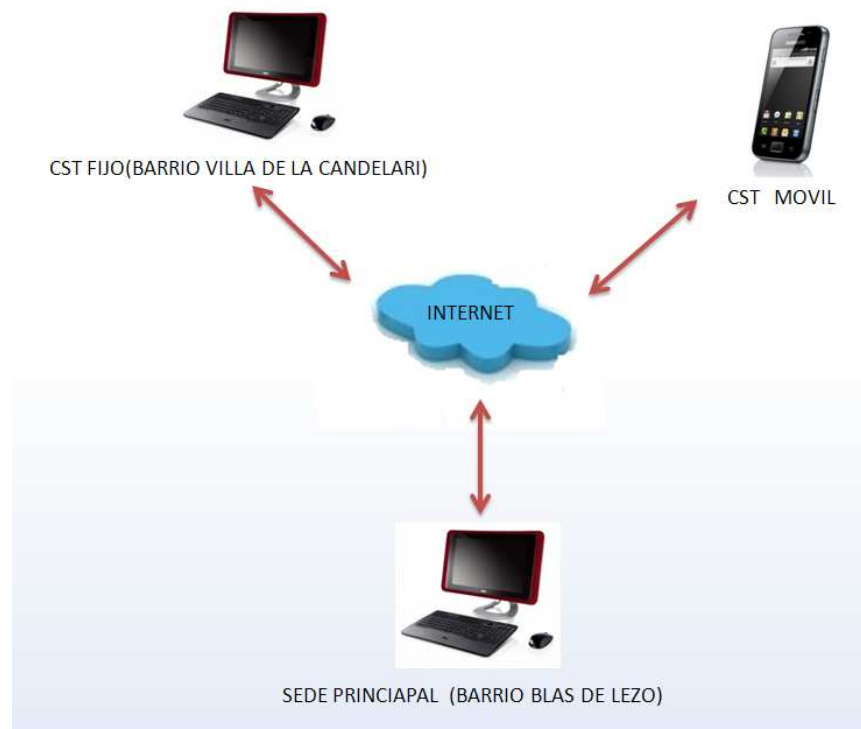 CST FIJO(BARRIO VILLA DE LA CANDELARI)
CST MOVIL
INTERNET
SEDE PRINCIAPAL (BARRIO BLAS DE LEZO)